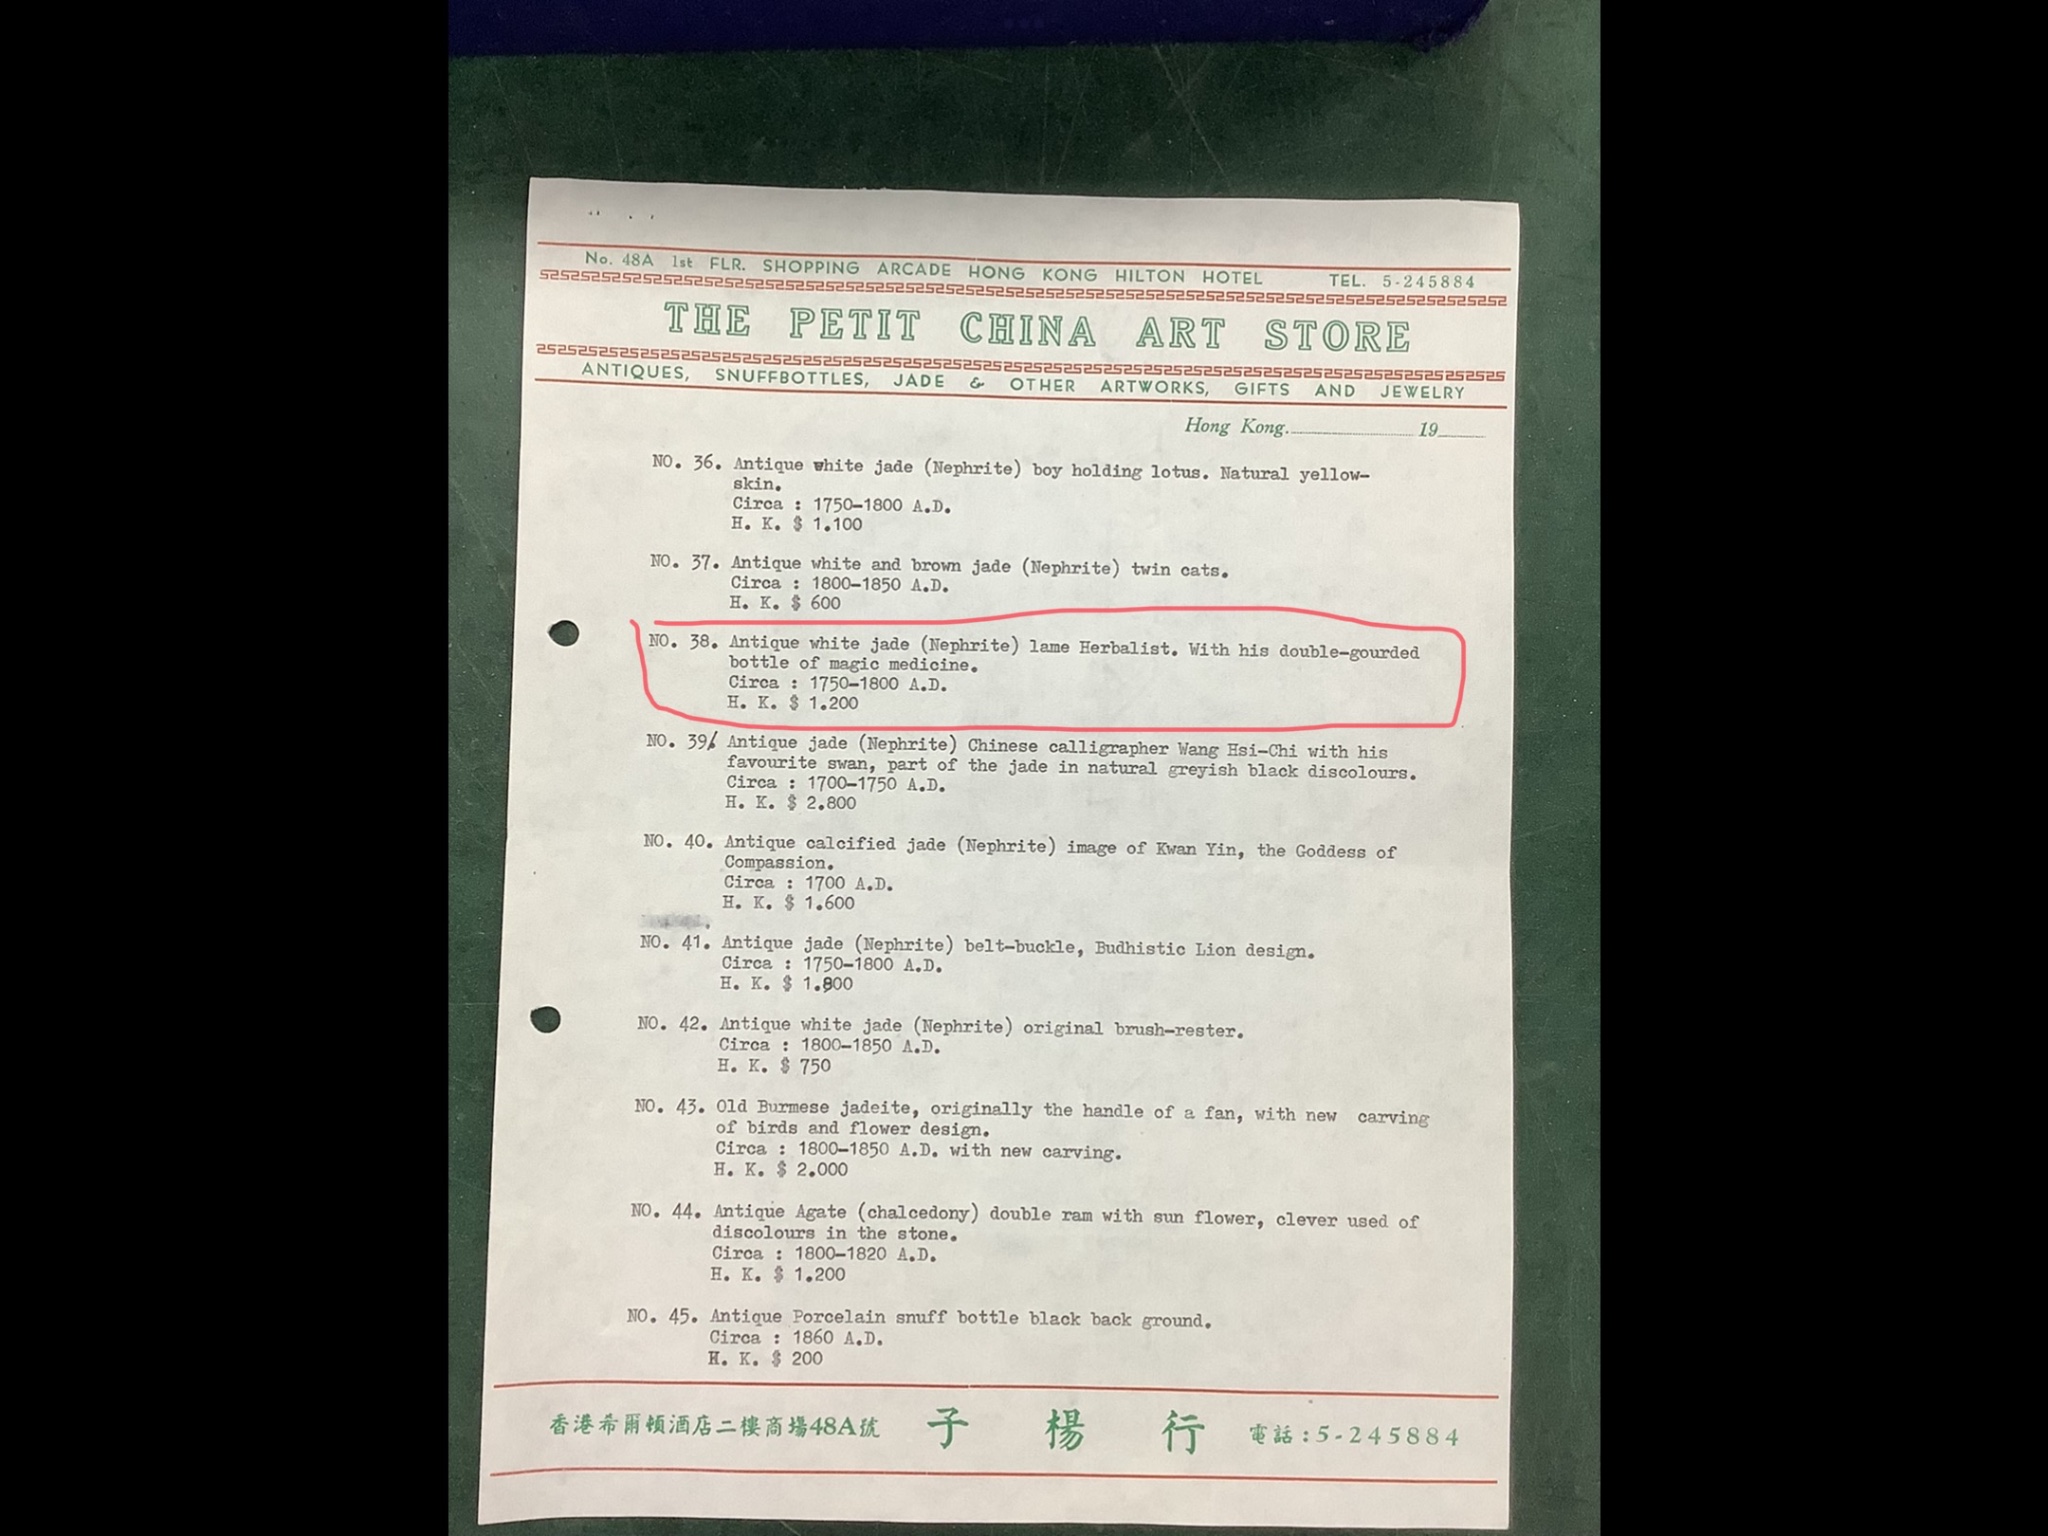 No. 48A 1st FLR. SHOPPING ARCADE HONG KONG HILTON HOTEL TEL. 5-245884
THE PETIT CHINA ART STORE
ANTIQUES, SNUFFBOTTLES, JADE & OTHER ARTWORKS, GIFTS AND JEWELRY
Hong Kong. 19
NO. 36. Antique white jade (Nephrite) boy holding lotus. Natural yellow-
skin.
Circa : 1750-1800 A.D.
H. K. $ 1.100
NO. 37. Antique white and brown jade (Nephrite) twin cats.
Circa : 1800-1850 A.D.
H. K. $ 600
NO. 38. Antique white jade (Nephrite) lame Herbalist. With his double-gourded
bottle of magic medicine.
Circa : 1750-1800 A.D.
H. K. $ 1.200
NO. 39/ Antique jade (Nephrite) Chinese calligrapher Wang Hsi-Chi with his
favourite swan, part of the jade in natural greyish black discolours.
Circa : 1700-1750 A.D.
H. K. $ 2.800
NO. 40. Antique calcified jade (Nephrite) image of Kwan Yin, the Goddess of
Compassion.
Circa : 1700 A.D.
H. K. $ 1.600
NO. 41. Antique jade (Nephrite) belt-buckle, Budhistic Lion design.
Circa : 1750-1800 A.D.
H. K. $ 1.800
NO. 42. Antique white jade (Nephrite) original brush-rester.
Circa : 1800-1850 A.D.
H. K. $ 750
NO. 43. Old Burmese jadeite, originally the handle of a fan, with new carving
of birds and flower design.
Circa : 1800-1850 A.D. with new carving.
H. K. $ 2.000
NO. 44. Antique Agate (chalcedony) double ram with sun flower, clever used of
discolours in the stone.
Circa : 1800-1820 A.D.
H. K. $ 1.200
NO. 45. Antique Porcelain snuff bottle black back ground.
Circa : 1860 A.D.
H. K. $ 200
香港希爾頓酒店二樓商場48A號 子楊行 電話:5-245884